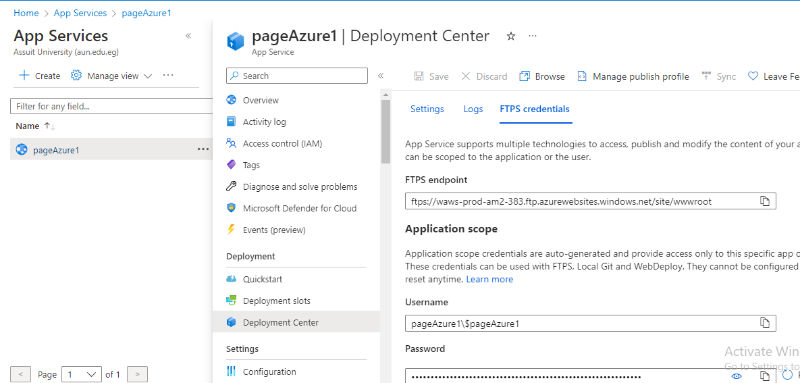 Home > App Services > pageAzure1
App Services
Assuit University (aun.edu.eg)
Create Manage view ...
Filter for any field...
Name
pageAzure1 ...
Page 1 of 1
pageAzure1 | Deployment Center ...
App Service
Search
Overview
Activity log
Access control (IAM)
Tags
Diagnose and solve problems
Microsoft Defender for Cloud
Events (preview)
Deployment
Quickstart
Deployment slots
Deployment Center
Settings
Configuration
Save Discard Browse Manage publish profile Sync Leave Fe
Settings Logs FTPS credentials
App Service supports multiple technologies to access, publish and modify the content of your a
can be scoped to the application or the user.
FTPS endpoint
ftps://waws-prod-am2-383.ftp.azurewebsites.windows.net/site/wwwroot
Application scope
Application scope credentials are auto-generated and provide access only to this specific app o
These credentials can be used with FTPS, Local Git and WebDeploy. They cannot be configured
reset anytime. Learn more
Username
pageAzure1\$pageAzure1
Password
Activate Win
Go to Settings to